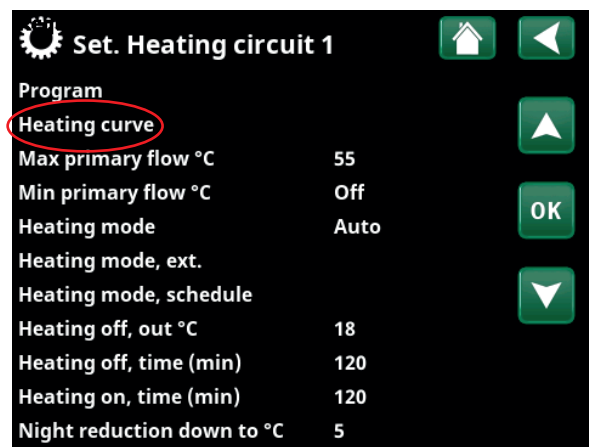 Set. Heating circuit 1
Program
Heating curve
Max primary flow °C 55
Min primary flow °C Off
Heating mode Auto
OK
Heating mode, ext.
Heating mode, schedule
Heating off, out °C 18
Heating off, time (min) 120
Heating on, time (min) 120
Night reduction down to °C 5